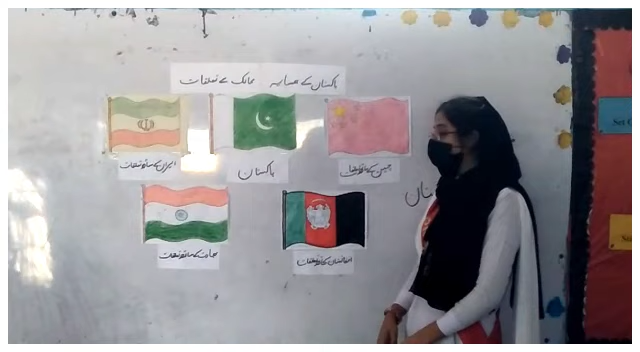 پاکستان کے ہمسایہ ممالک سے تعلقات
ایران کے ساتھ تعلقات
پاکستان
چین کے ساتھ تعلقات
بھارت کے ساتھ تعلقات
افغانستان کے ساتھ تعلقات
Set